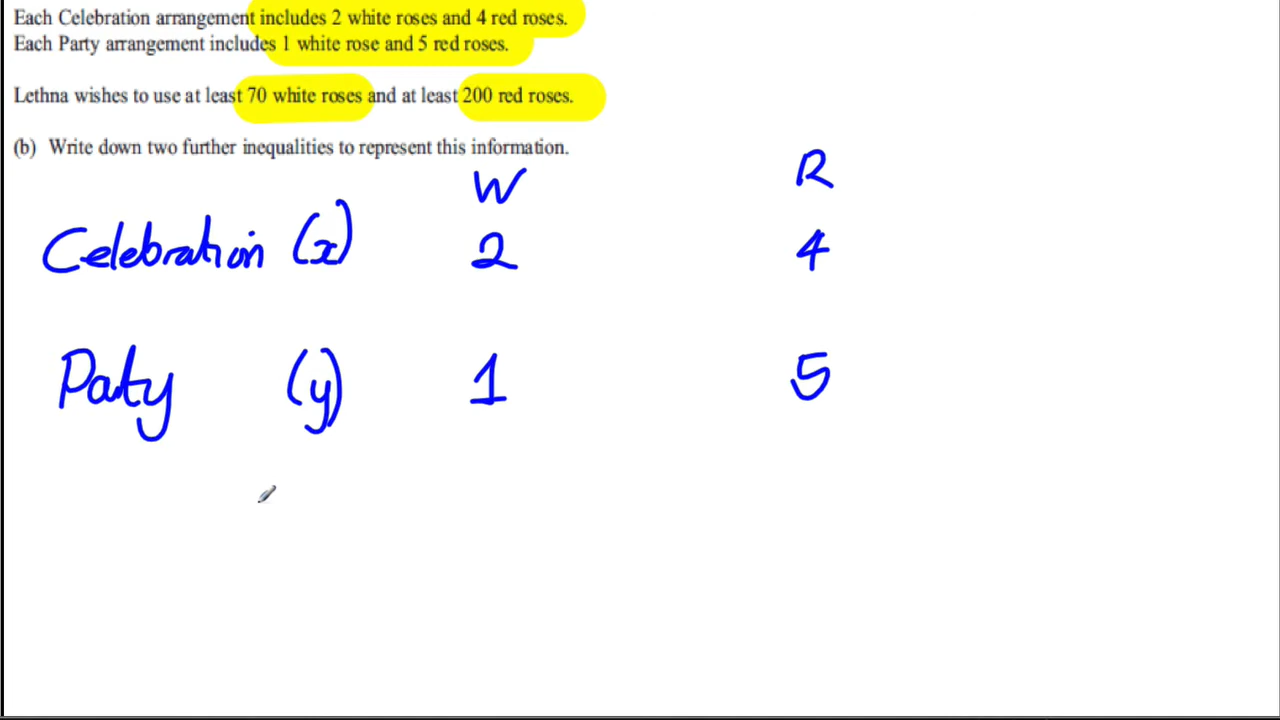 Each Celebration arrangement includes 2 white roses and 4 red roses.
Each Party arrangement includes 1 white rose and 5 red roses.
Lethna wishes to use at least 70 white roses and at least 200 red roses.
(b) Write down two further inequalities to represent this information.
W R
Celebration (x) 2 4
Party (y) 1 5